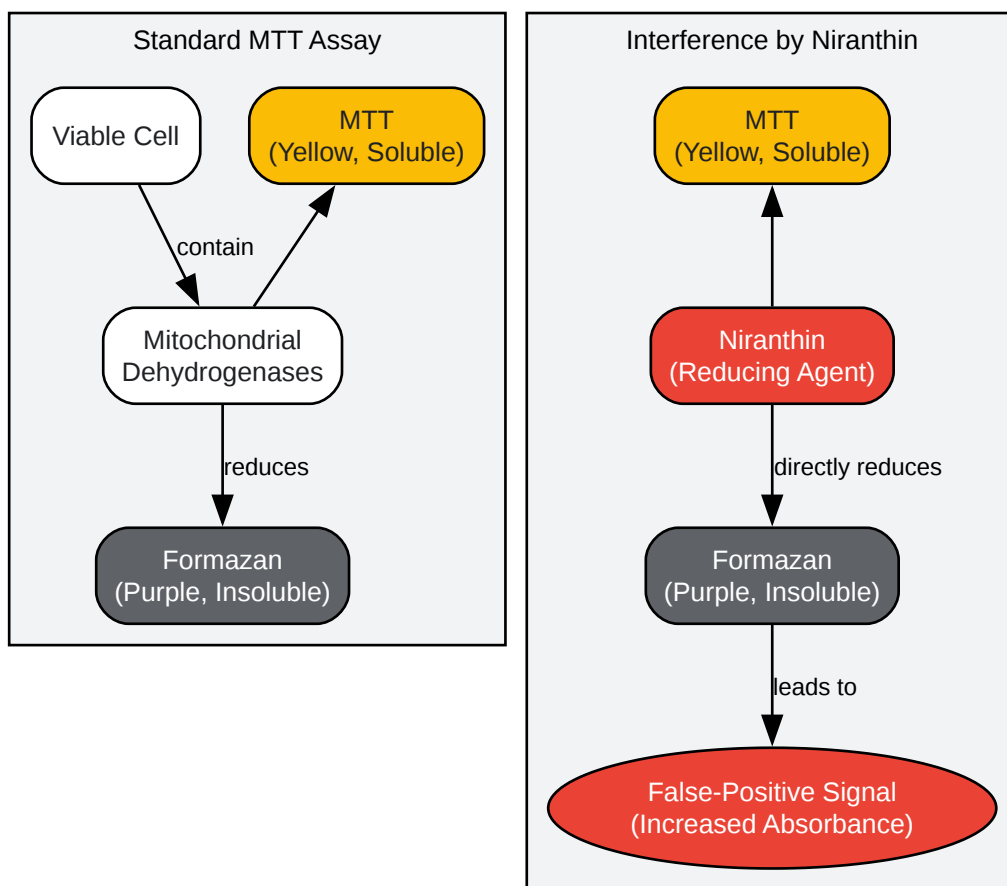 Standard MTT Assay
Viable Cell
MTT
(Yellow, Soluble)
contain
Mitochondrial
Dehydrogenases
reduces
Formazan
(Purple, Insoluble)
Interference by Niranthin
MTT
(Yellow, Soluble)
Niranthin
(Reducing Agent)
directly reduces
Formazan
(Purple, Insoluble)
leads to
False-Positive Signal
(Increased Absorbance)